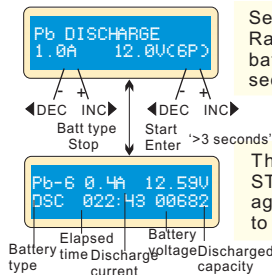 Pb DISCHARGE
1.0A 12.0V(6P)
- + - +
DEC INC DEC INC
Batt type Start
Stop Enter '>3 seconds'
Pb-6 0.4A 12.59V
DSC 022:43 00682
Battery type
Elapsed time
Discharge current
Battery voltage
Discharged capacity
Se
Ra
bat
sec
Th
ST
ag
to